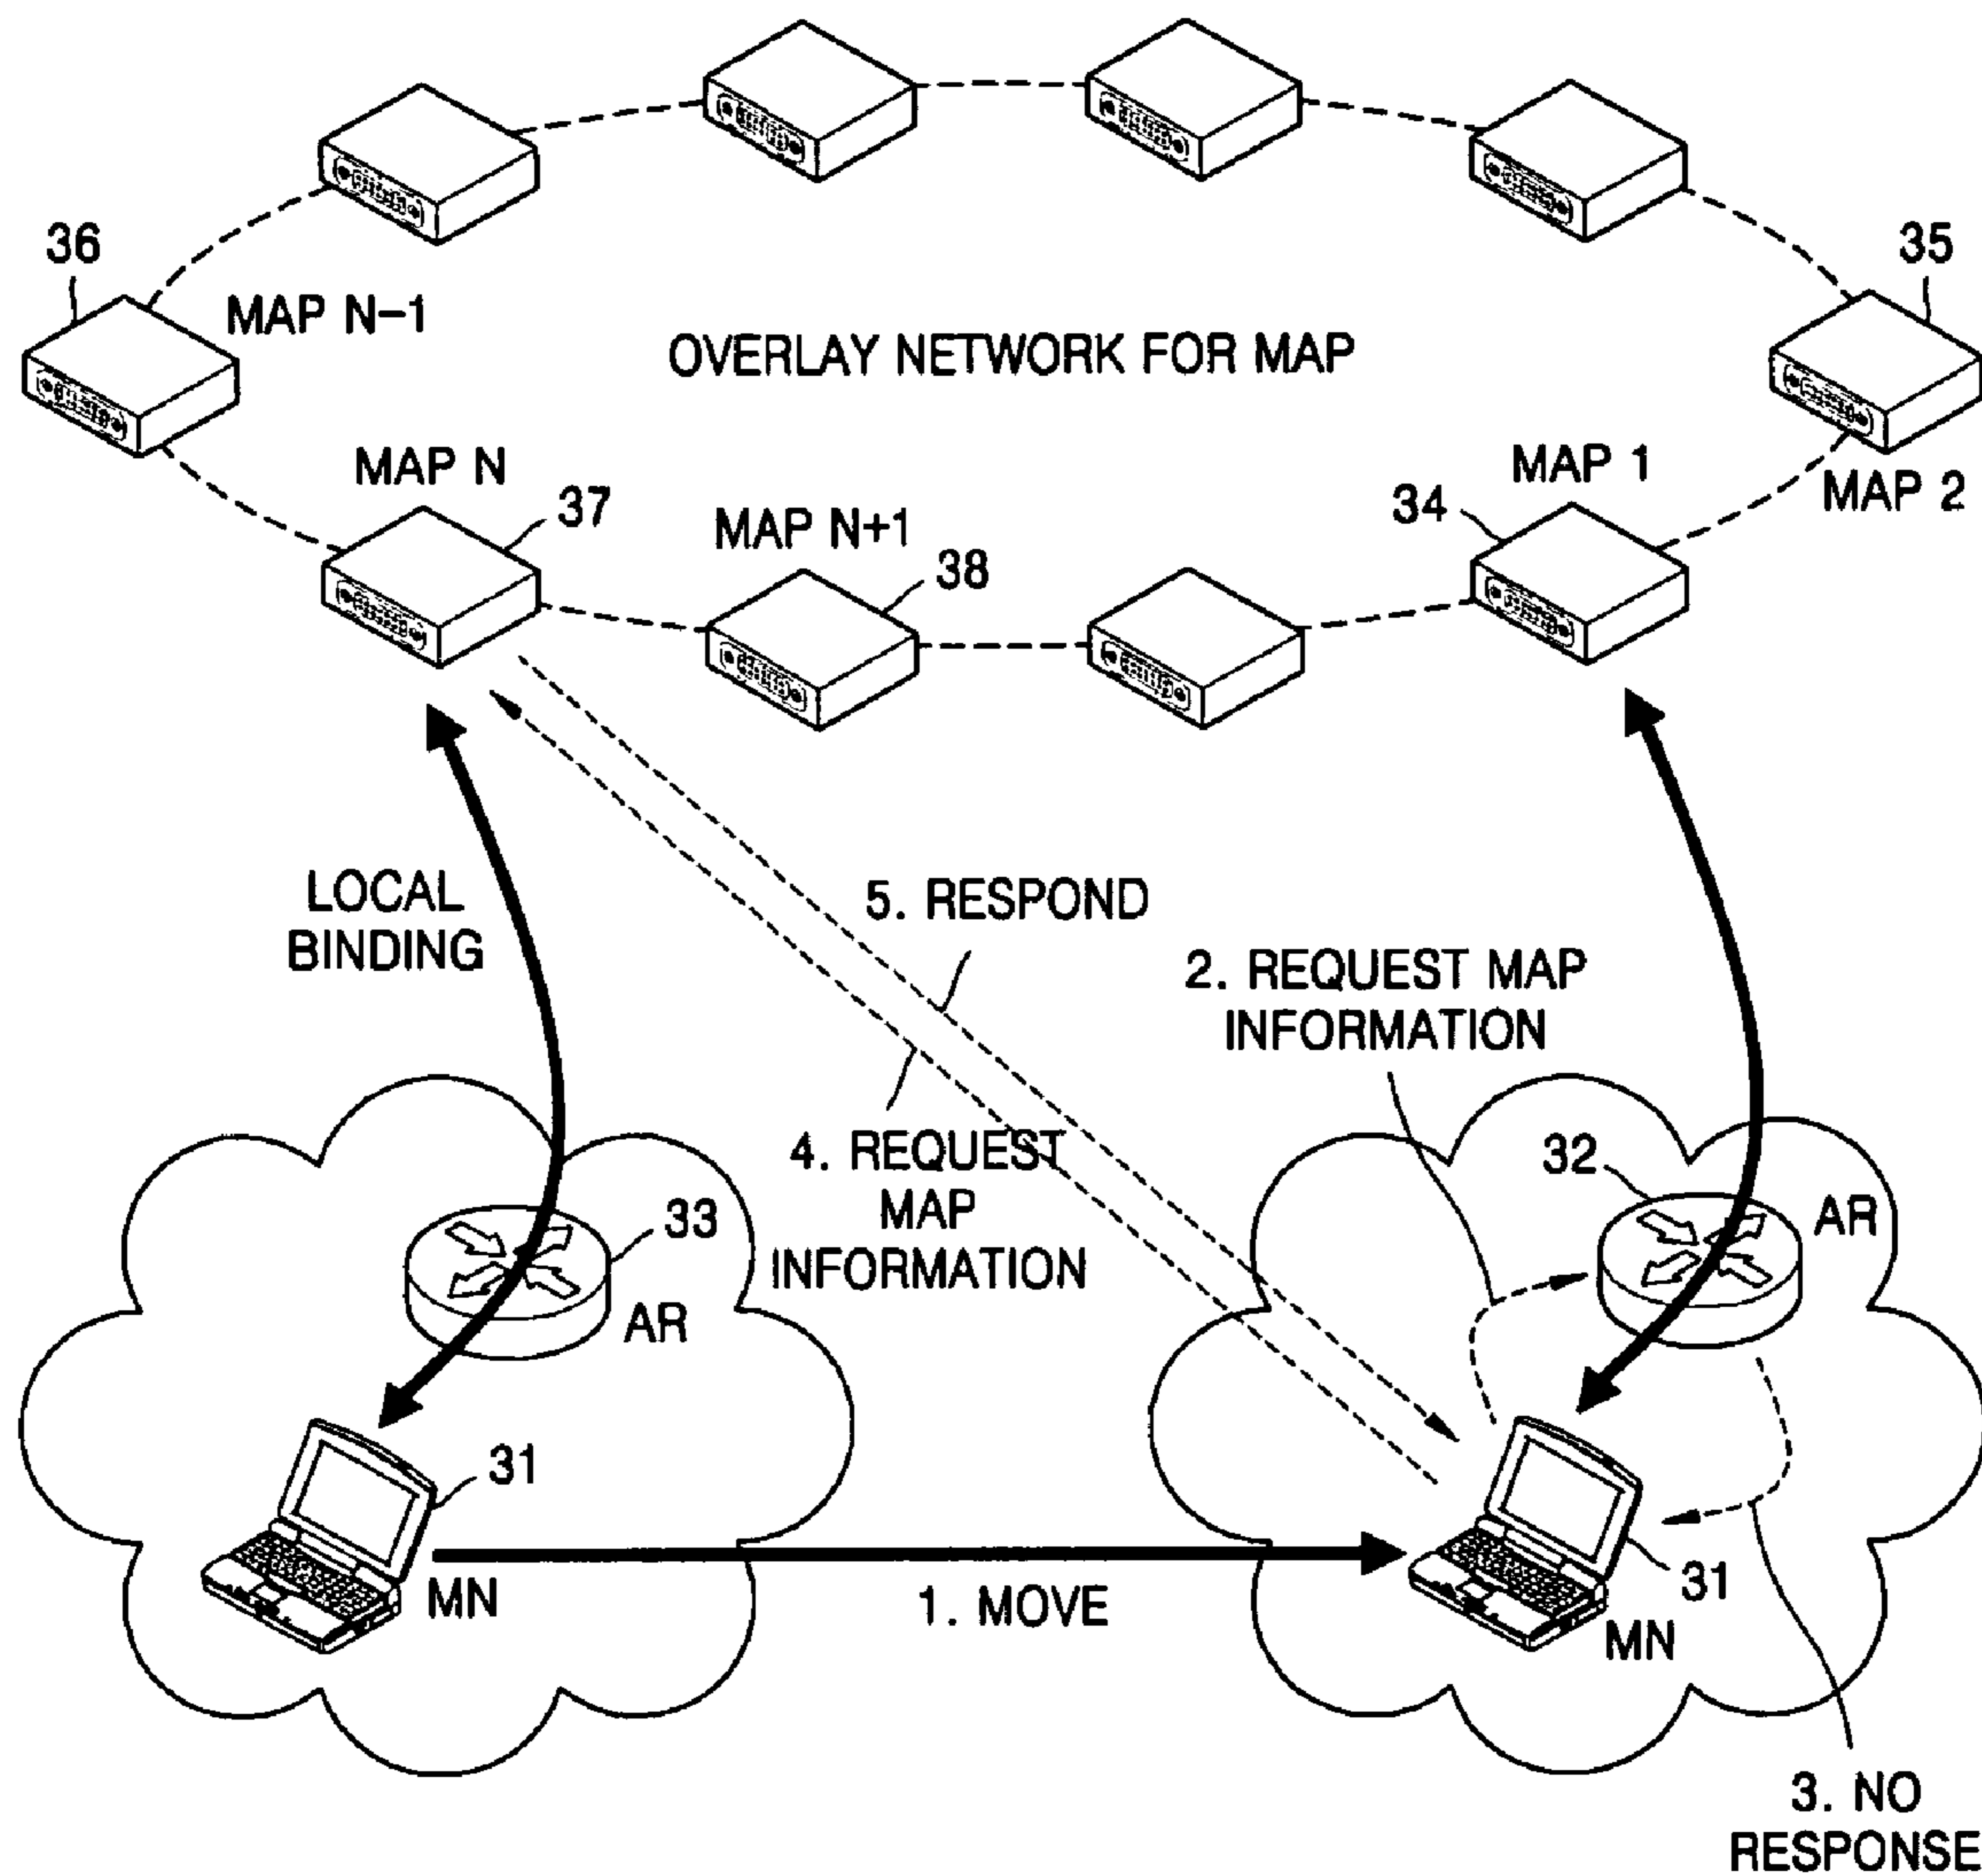 36
MAP N-1
35
OVERLAY NETWORK FOR MAP
MAP N
37
MAP N+1
38
34
MAP 1
MAP 2
LOCAL
BINDING
5. RESPOND
2. REQUEST MAP
INFORMATION
4. REQUEST
MAP
INFORMATION
33
AR
32
AR
31
MN
1. MOVE
31
MN
3. NO
RESPONSE